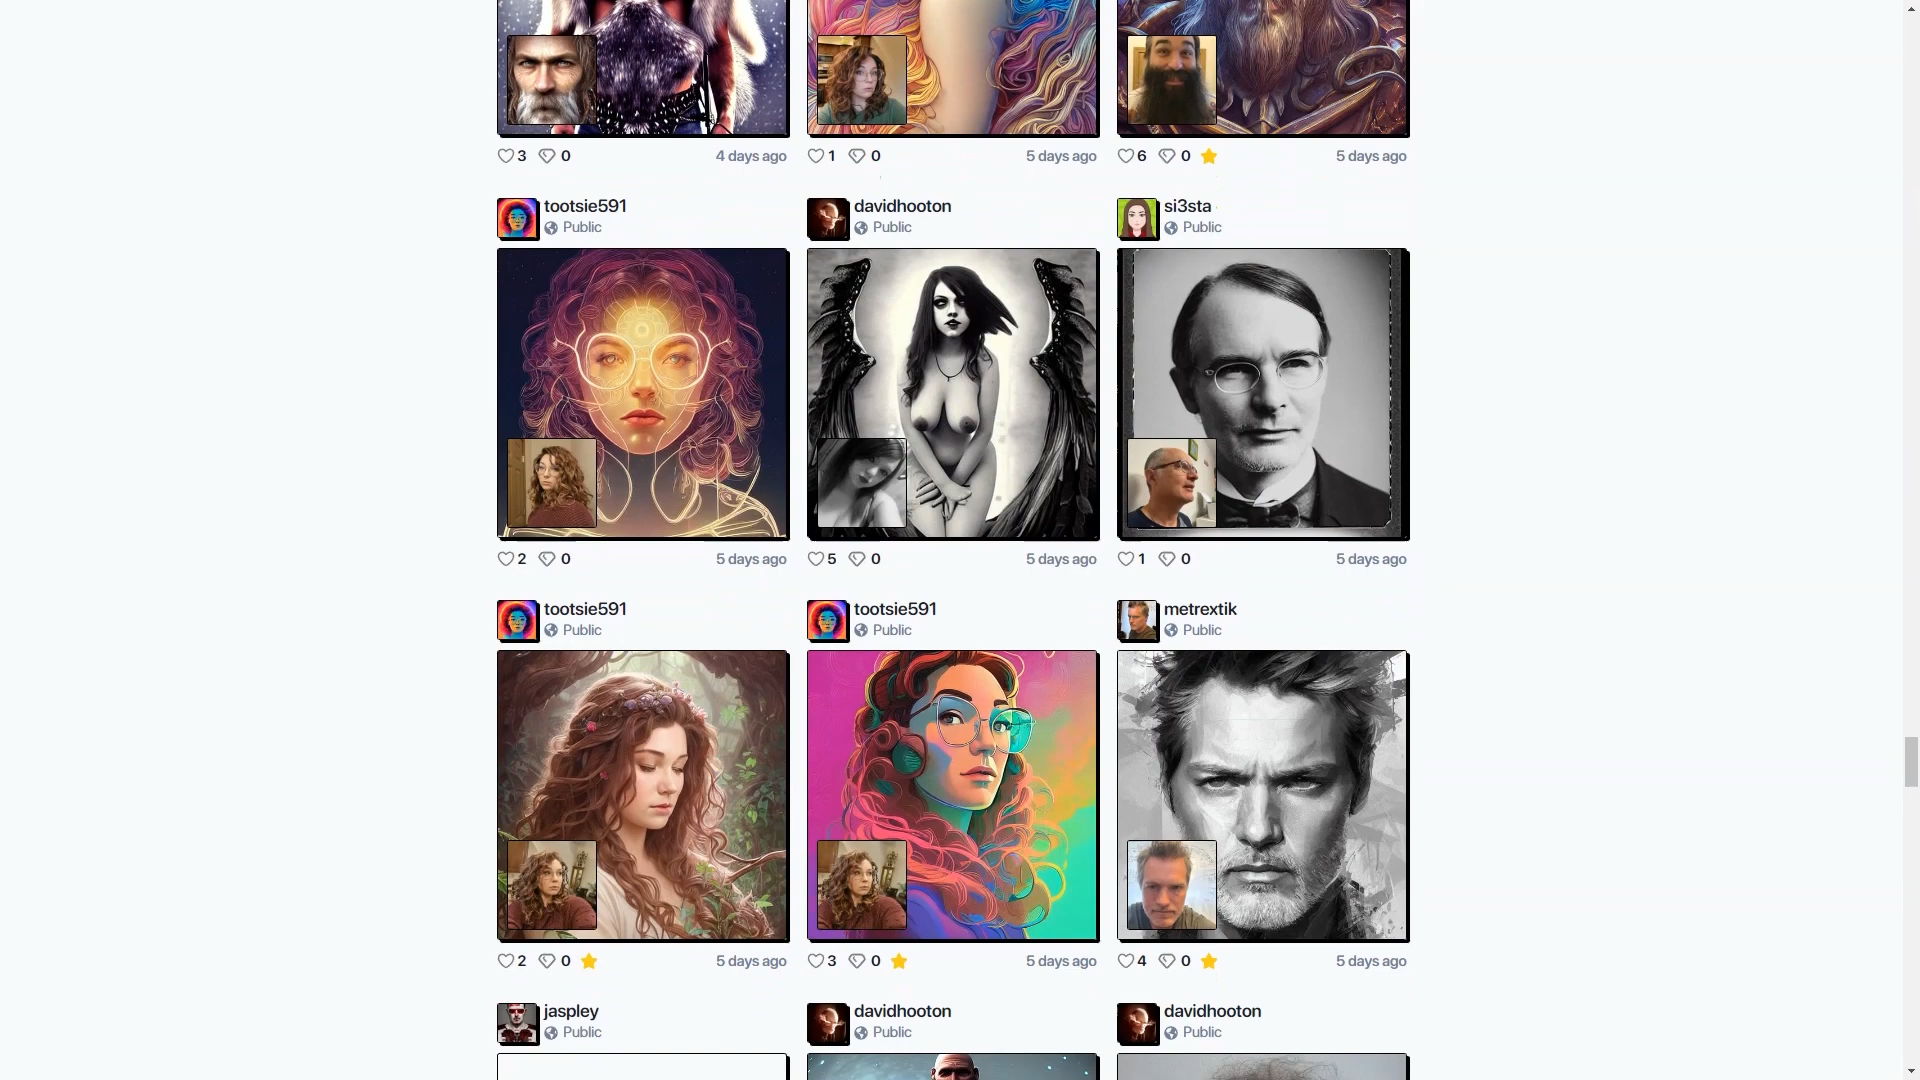 3 0 4 days ago
1 0 5 days ago
6 0 5 days ago
tootsie591
Public
davidhooton
Public
si3sta
Public
2 0 5 days ago
5 0 5 days ago
1 0 5 days ago
tootsie591
Public
tootsie591
Public
metrextik
Public
2 0 5 days ago
3 0 5 days ago
4 0 5 days ago
jaspley
Public
davidhooton
Public
davidhooton
Public